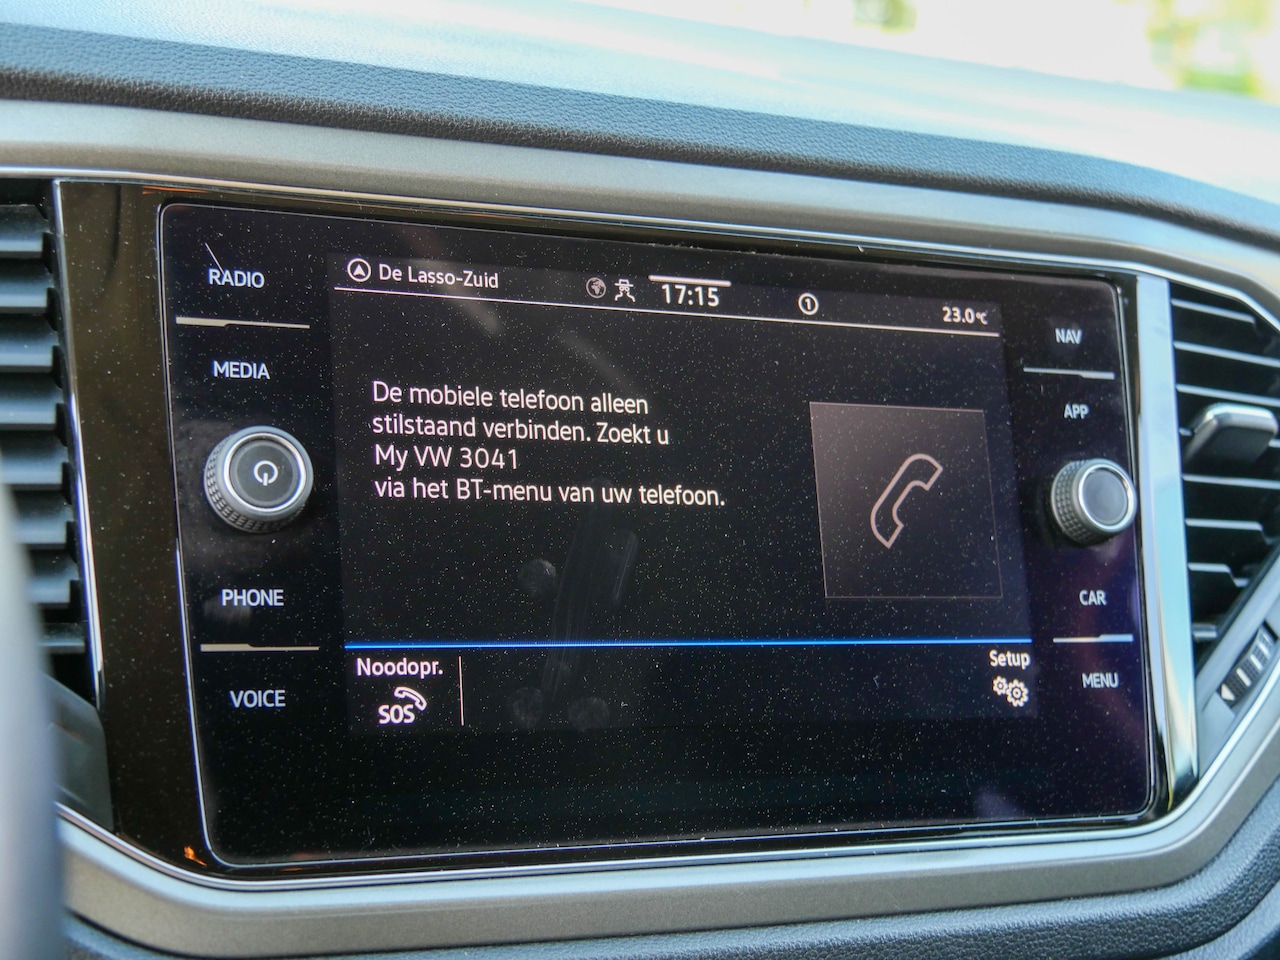 RADIO
MEDIA
PHONE
VOICE
De Lasso-Zuid
17:15
1
23.0°C
De mobiele telefoon alleen
stilstaand verbinden. Zoekt u
My VW 3041
via het BT-menu van uw telefoon.
Noodopr.
SOS
Setup
NAV
APP
CAR
MENU